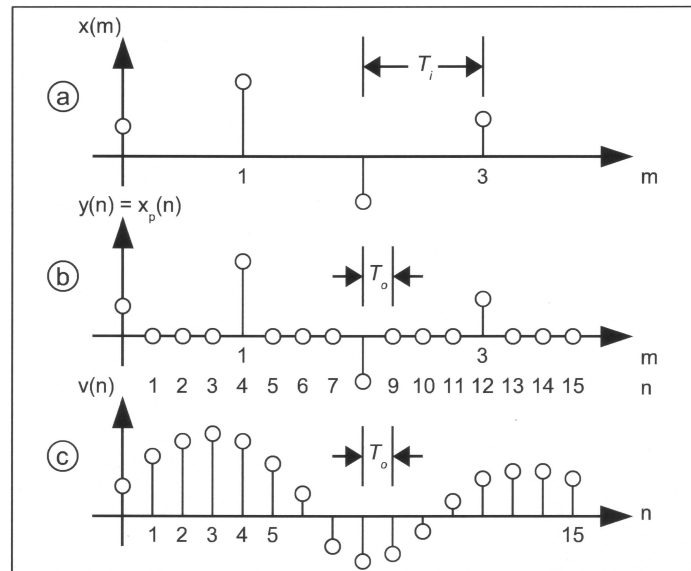 x(m)
T_i
a
1 3 m
y(n) = x_p(n)
b
T_o
1 3 m
1 2 3 4 5 6 7 9 10 11 12 13 14 15 n
v(n)
c
T_o
1 2 3 4 5 15 n